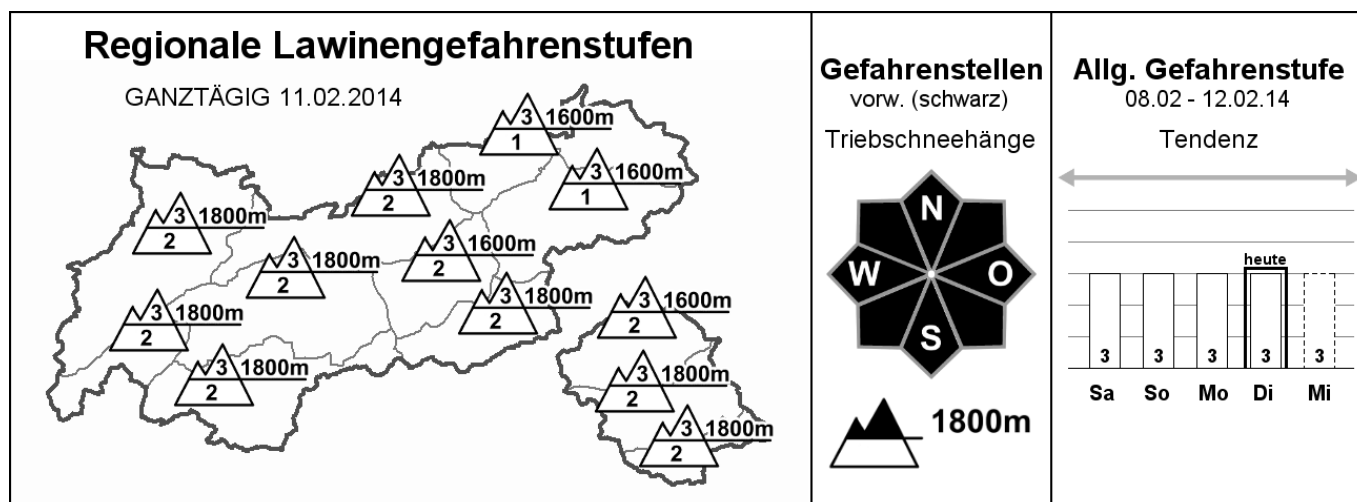 Regionale Lawinengefahrenstufen
GANZTÄGIG 11.02.2014
3 1600m
1
3 1600m
1
3 1800m
2
3 1800m
2
3 1600m
2
3 1800m
2
3 1800m
2
3 1600m
2
3 1800m
2
3 1800m
2
3 1800m
2
3 1800m
2
Gefahrenstellen
vorw. (schwarz)
Triebschneehänge
N
W O
S
1800m
Allg. Gefahrenstufe
08.02 - 12.02.14
Tendenz
heute
3 3 3 3 3
Sa So Mo Di Mi